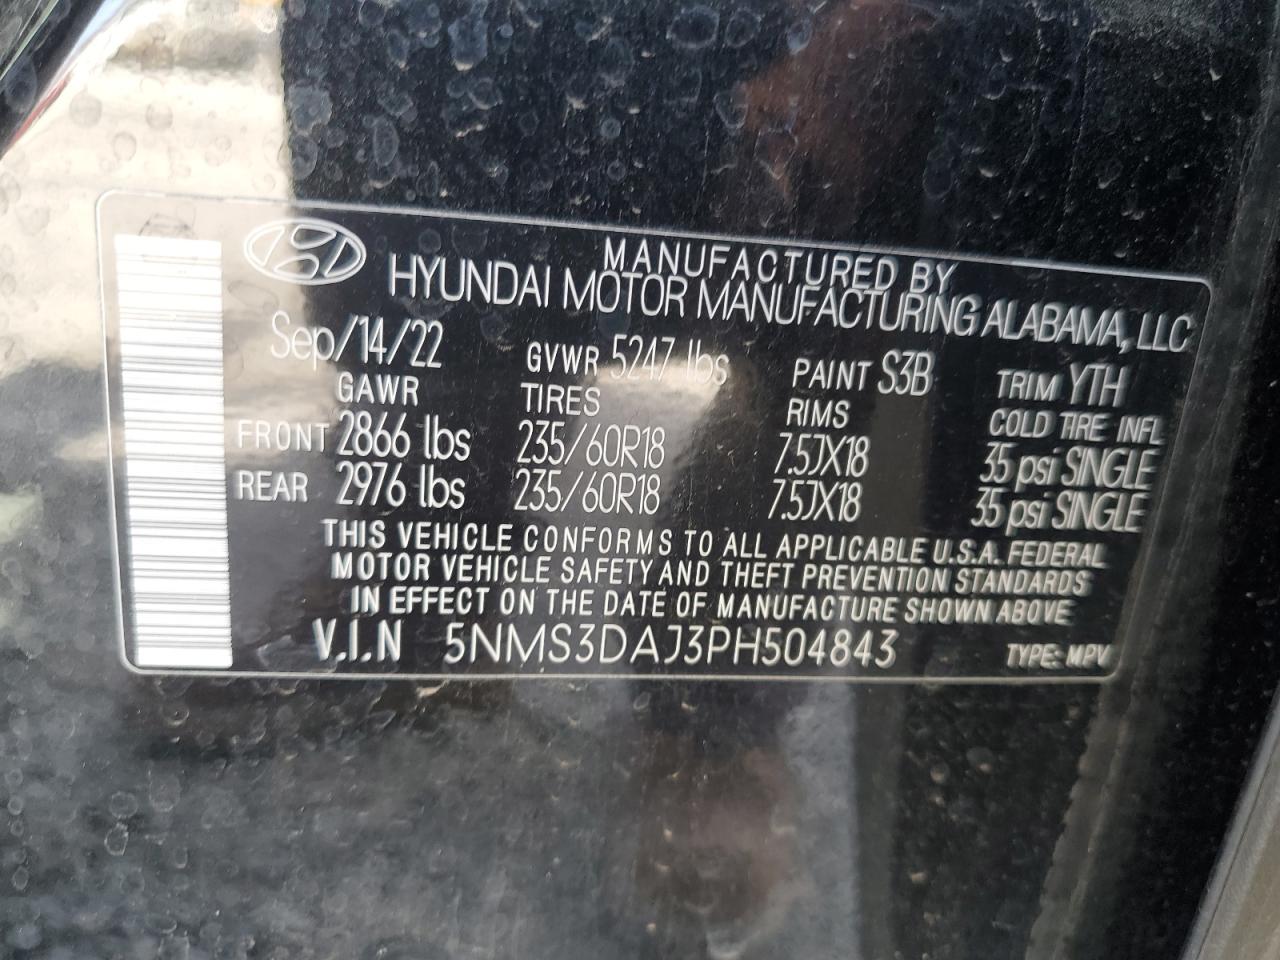 MANUFACTURED BY
HYUNDAI MOTOR MANUFACTURING ALABAMA, LLC
Sep/14/22 GVWR 5247 lbs PAINT S3B TRIM YTH
GAWR TIRES RIMS COLD TIRE INFL
FRONT 2866 lbs 235/60R18 7.5JX18 35 psi SINGLE
REAR 2976 lbs 235/60R18 7.5JX18 35 psi SINGLE
THIS VEHICLE CONFORMS TO ALL APPLICABLE U.S.A. FEDERAL
MOTOR VEHICLE SAFETY AND THEFT PREVENTION STANDARDS
IN EFFECT ON THE DATE OF MANUFACTURE SHOWN ABOVE
V.I.N 5NMS3DAJ3PH504843 TYPE: MPV